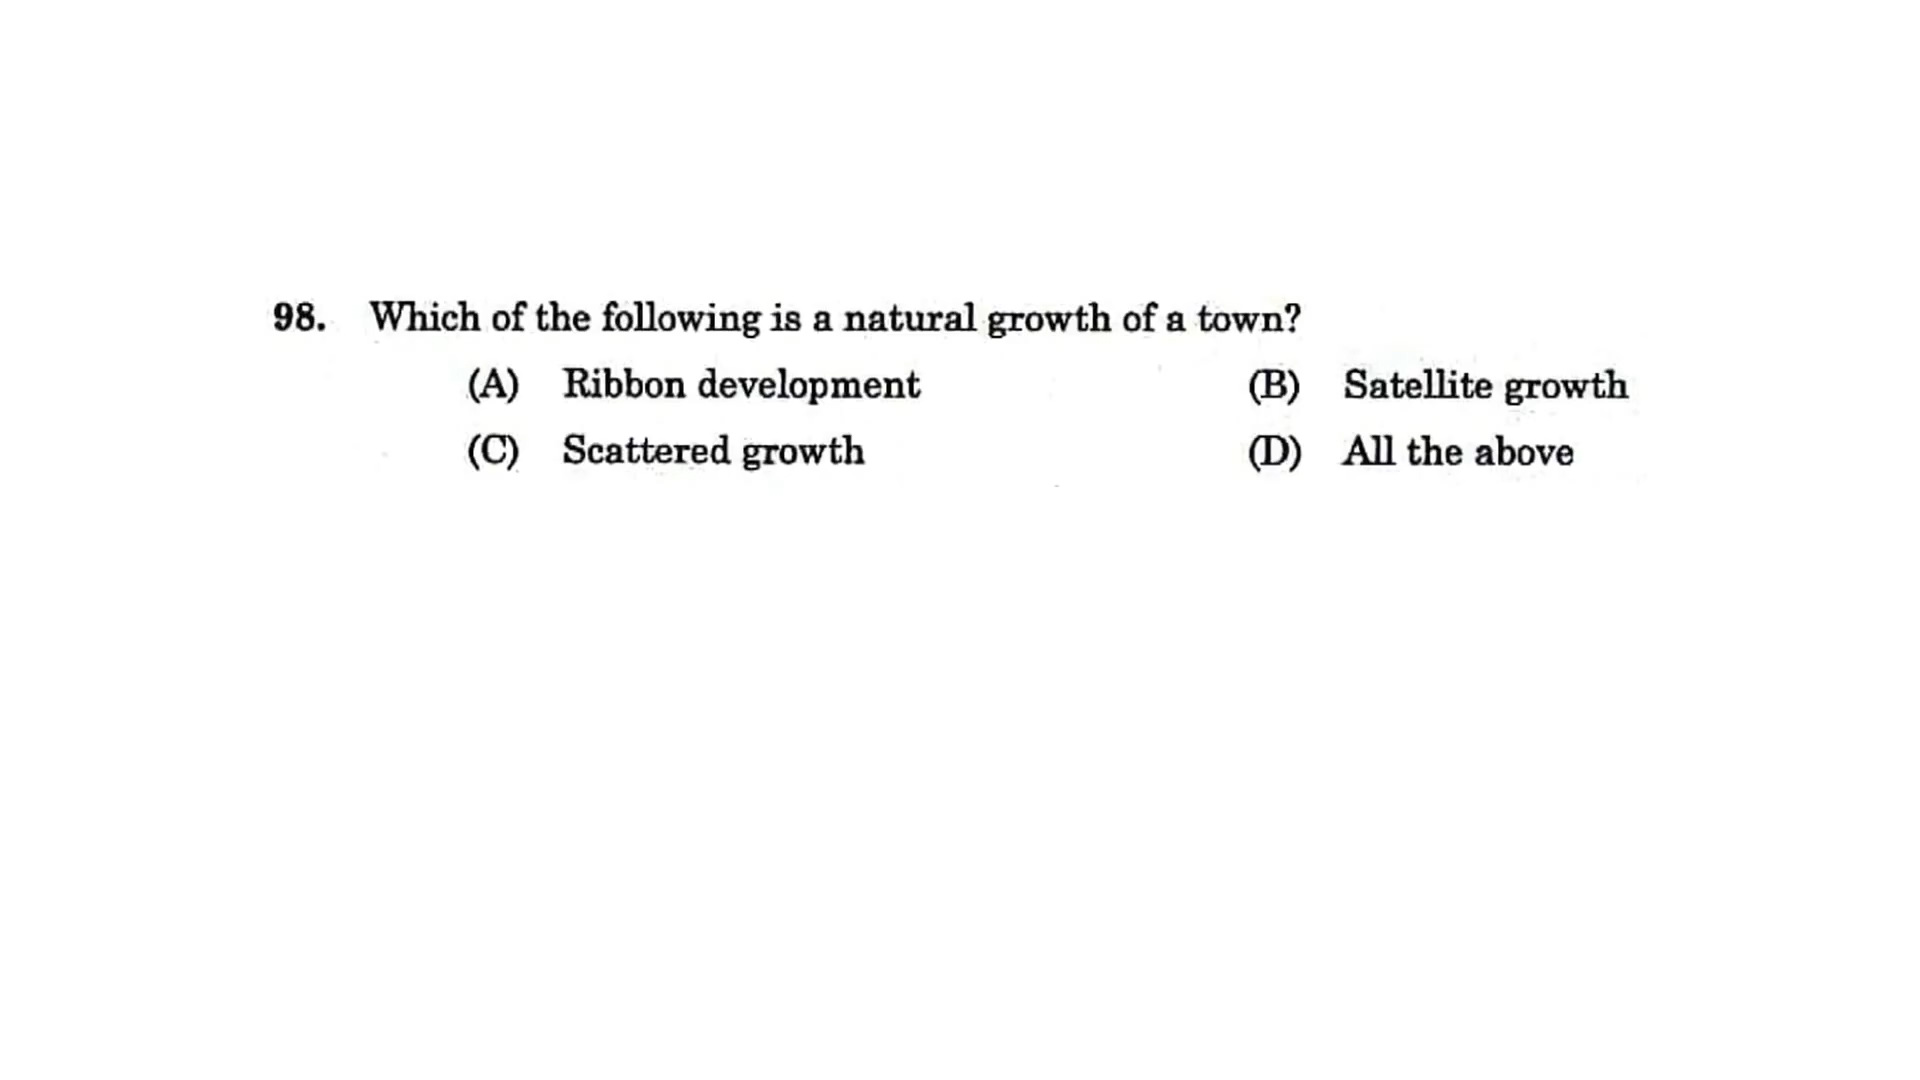 98. Which of the following is a natural growth of a town?
(A) Ribbon development (B) Satellite growth
(C) Scattered growth (D) All the above